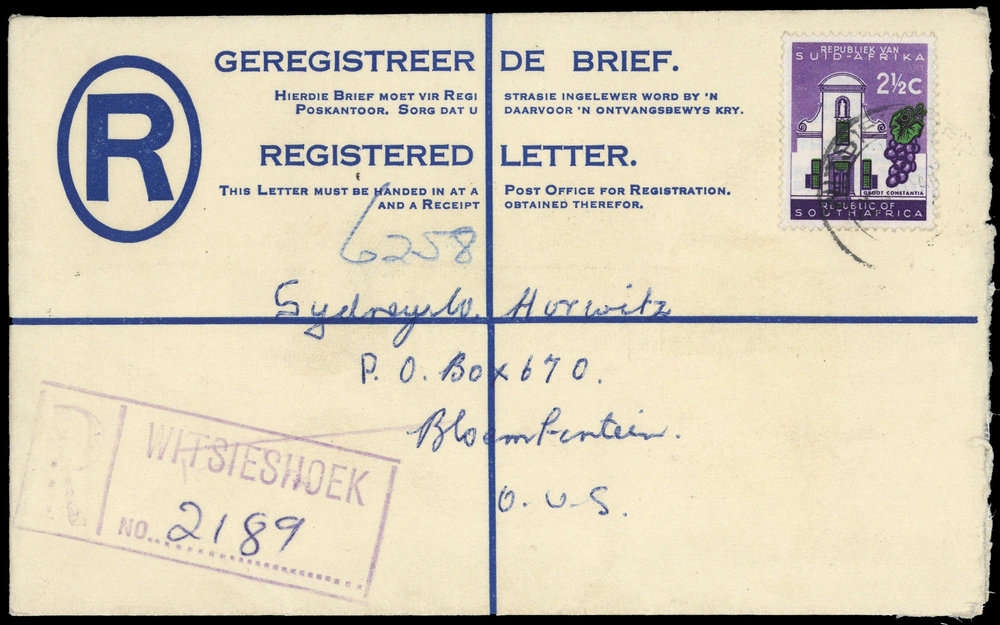 R
GEREGISTREERDE BRIEF.
HIERDIE BRIEF MOET VIR REGISTRASIE INGELEWER WORD BY 'N
POSKANTOOR. SORG DAT U DAARVOOR 'N ONTVANGSBEWYS KRY.
REGISTERED LETTER.
THIS LETTER MUST BE HANDED IN AT A POST OFFICE FOR REGISTRATION.
AND A RECEIPT OBTAINED THEREFOR.
REPUBLIEK VAN
SUID-AFRIKA
2½C
GROOT CONSTANTIA
REPUBLIC OF
SOUTH AFRICA
6258
Sydney W. Horwitz
P. O. Box 670.
Bloemfontein.
O. V. S.
R
WITSIESHOEK
NO. 2189